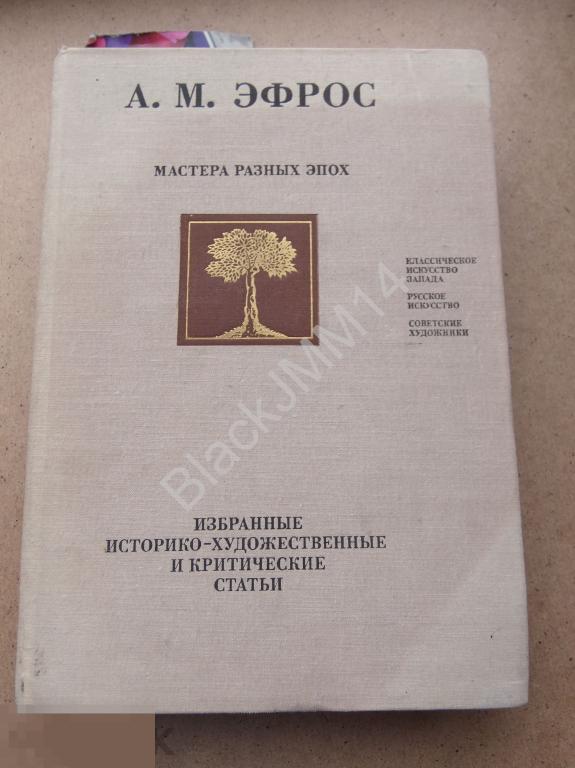 А. М. ЭФРОС
МАСТЕРА РАЗНЫХ ЭПОХ
КЛАССИЧЕСКОЕ
ИСКУССТВО
ЗАПАДА
РУССКОЕ
ИСКУССТВО
СОВЕТСКИЕ
ХУДОЖНИКИ
BlackJMM14
ИЗБРАННЫЕ
ИСТОРИКО-ХУДОЖЕСТВЕННЫЕ
И КРИТИЧЕСКИЕ
СТАТЬИ